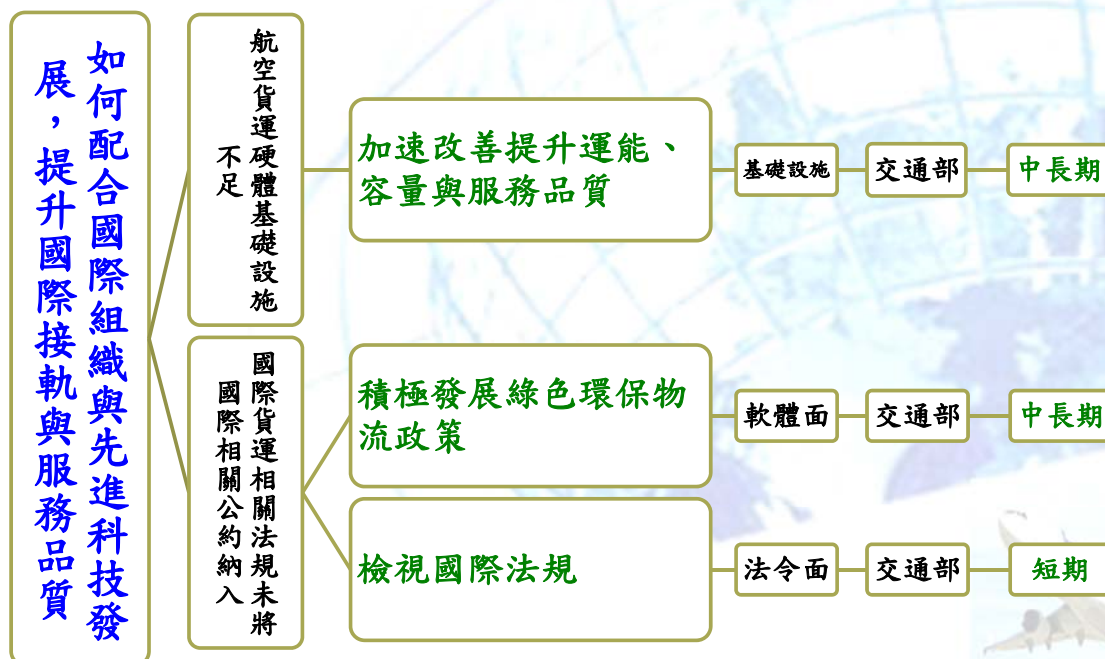 如何配合國際組織與先進科技發
展，提升國際接軌與服務品質
航空貨運硬體基礎設施
不足
加速改善提升運能、
容量與服務品質
基礎設施
交通部
中長期
國際貨運相關法規未將
國際相關公約納入
積極發展綠色環保物
流政策
軟體面
交通部
中長期
檢視國際法規
法令面
交通部
短期